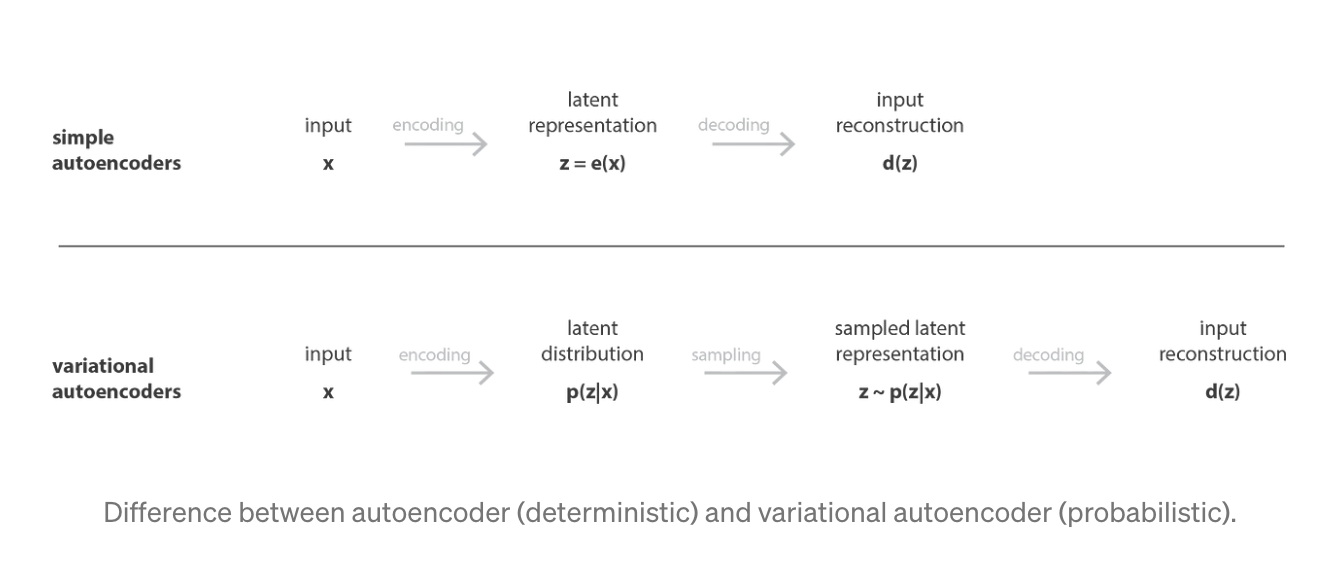 simple
autoencoders
input
x
encoding
latent
representation
z = e(x)
decoding
input
reconstruction
d(z)
variational
autoencoders
input
x
encoding
latent
distribution
p(z|x)
sampling
sampled latent
representation
z ~ p(z|x)
decoding
input
reconstruction
d(z)
Difference between autoencoder (deterministic) and variational autoencoder (probabilistic).